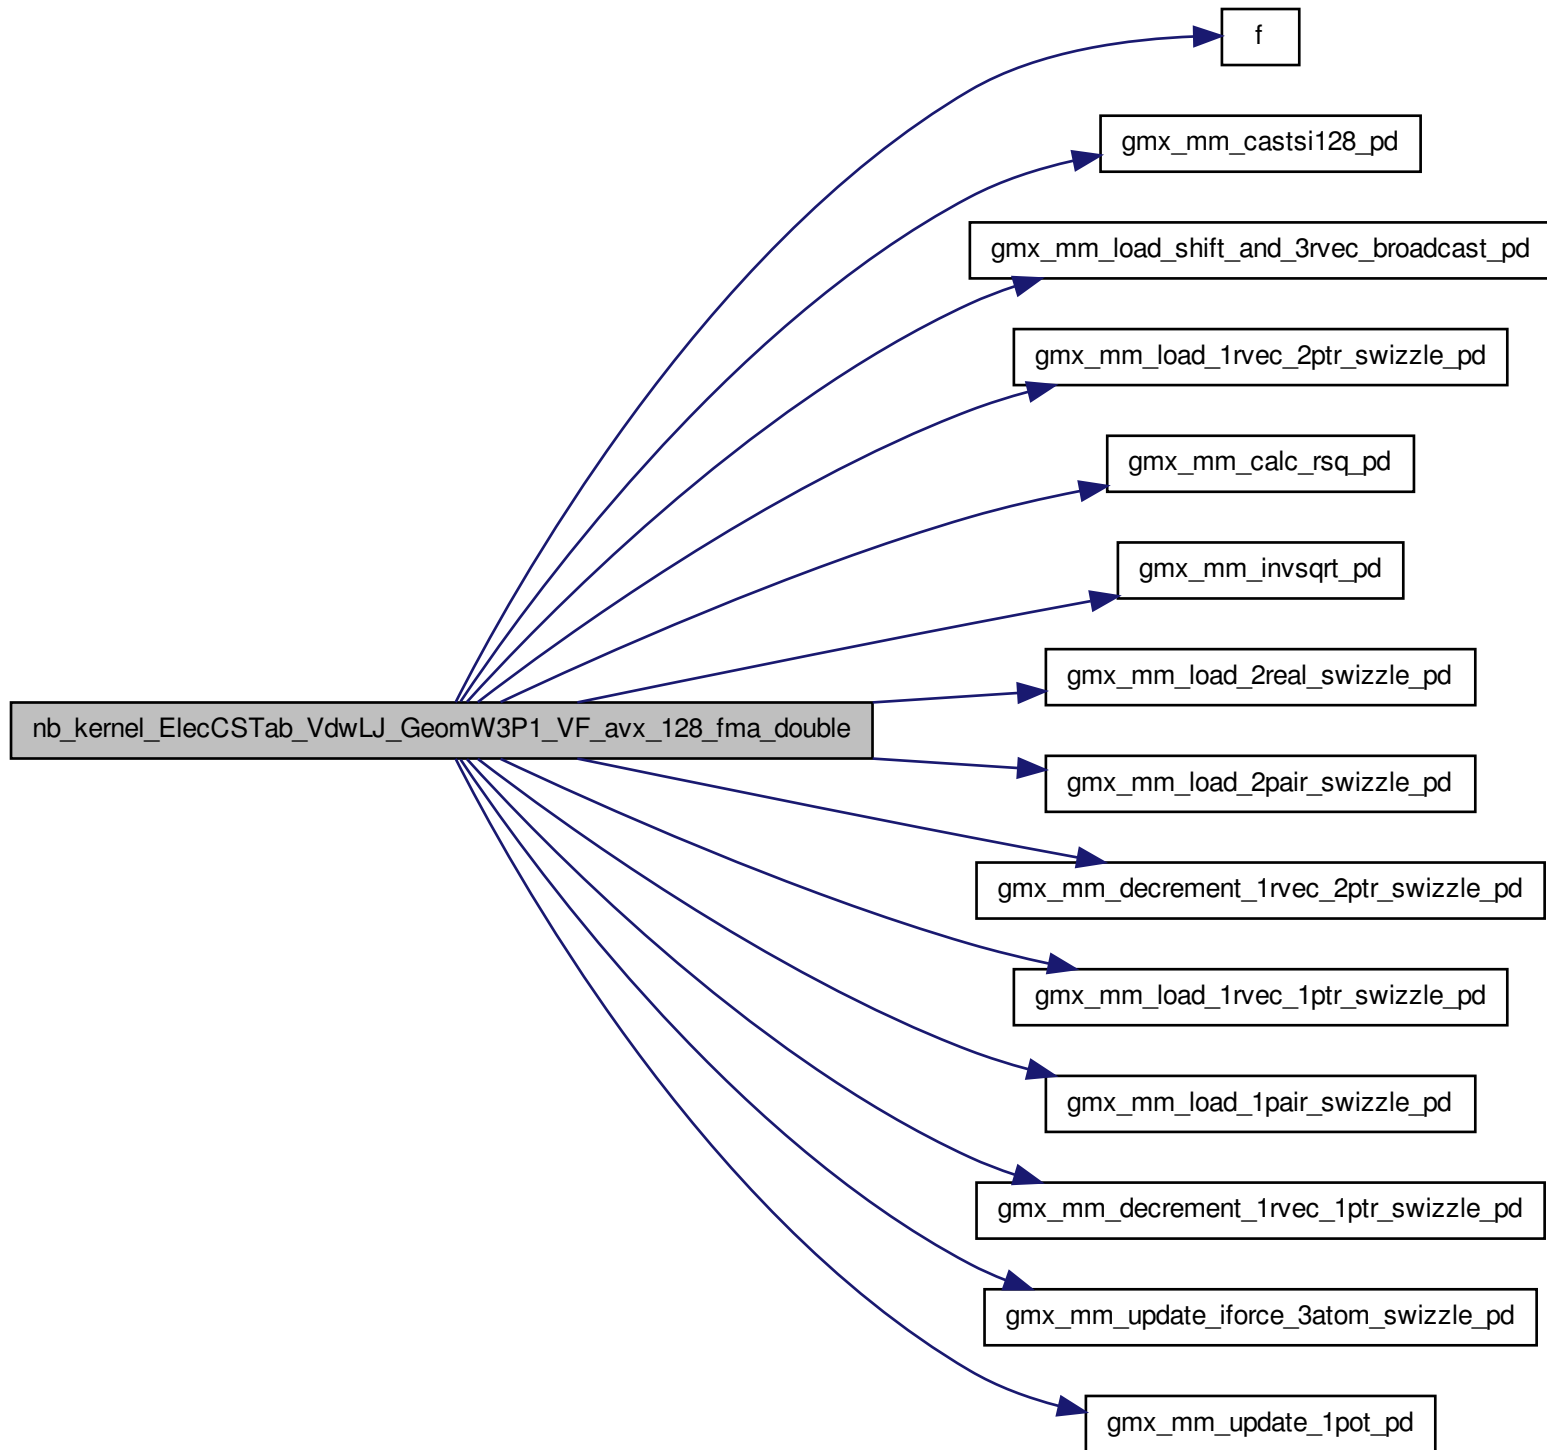 f
gmx_mm_castsi128_pd
gmx_mm_load_shift_and_3rvec_broadcast_pd
gmx_mm_load_1rvec_2ptr_swizzle_pd
gmx_mm_calc_rsq_pd
gmx_mm_invsqrt_pd
gmx_mm_load_2real_swizzle_pd
nb_kernel_ElecCSTab_VdwLJ_GeomW3P1_VF_avx_128_fma_double
gmx_mm_load_2pair_swizzle_pd
gmx_mm_decrement_1rvec_2ptr_swizzle_pd
gmx_mm_load_1rvec_1ptr_swizzle_pd
gmx_mm_load_1pair_swizzle_pd
gmx_mm_decrement_1rvec_1ptr_swizzle_pd
gmx_mm_update_iforce_3atom_swizzle_pd
gmx_mm_update_1pot_pd